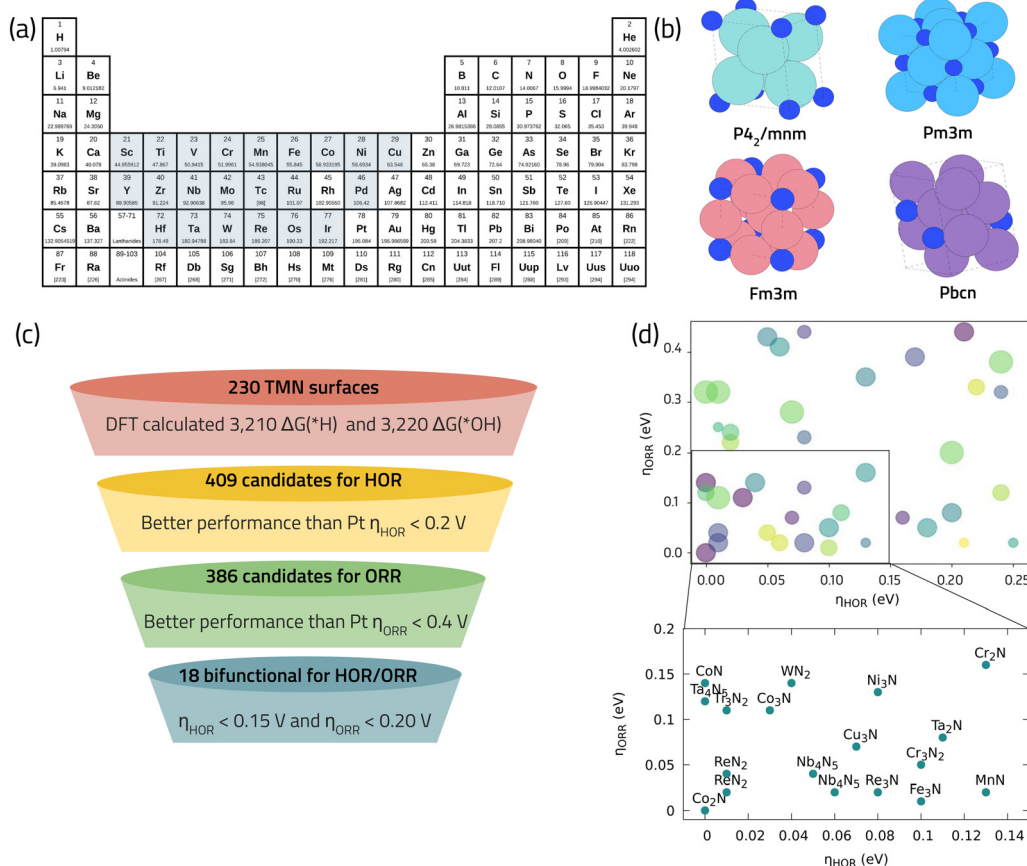 (a)
1 2
H He
1.00794 4.002602
3 4 5 6 7 8 9 10
Li Be B C N O F Ne
6.941 9.012182 10.811 12.0107 14.0067 15.9994 18.9984032 20.1797
11 12 13 14 15 16 17 18
Na Mg Al Si P S Cl Ar
22.989769 24.3050 26.9815386 28.0855 30.973762 32.065 35.453 39.948
19 20 21 22 23 24 25 26 27 28 29 30 31 32 33 34 35 36
K Ca Sc Ti V Cr Mn Fe Co Ni Cu Zn Ga Ge As Se Br Kr
39.0983 40.078 44.955912 47.867 50.9415 51.9961 54.938045 55.845 58.933195 58.6934 63.546 65.38 69.723 72.64 74.92160 78.96 79.904 83.798
37 38 39 40 41 42 43 44 45 46 47 48 49 50 51 52 53 54
Rb Sr Y Zr Nb Mo Tc Ru Rh Pd Ag Cd In Sn Sb Te I Xe
85.4678 87.62 88.90585 91.224 92.90638 95.96 [98] 101.07 102.90550 106.42 107.8682 112.411 114.818 118.710 121.760 127.60 126.90447 131.293
55 56 57-71 72 73 74 75 76 77 78 79 80 81 82 83 84 85 86
Cs Ba Hf Ta W Re Os Ir Pt Au Hg Tl Pb Bi Po At Rn
132.9054519 137.327 Lanthanides 178.49 180.94788 183.84 186.207 190.23 192.217 195.084 196.966569 200.59 204.3833 207.2 208.98040 [209] [210] [222]
87 88 89-103 104 105 106 107 108 109 110 111 112 113 114 115 116 117 118
Fr Ra Rf Db Sg Bh Hs Mt Ds Rg Cn Uut Fl Uup Lv Uus Uuo
[223] [226] Actinides [267] [268] [271] [272] [270] [276] [281] [280] [285] [284] [289] [288] [293] [294] [294]
(b)
P4₂/mnm
Pm3m
Fm3m
Pbcn
(c)
230 TMN surfaces
DFT calculated 3,210 ΔG(*H) and 3,220 ΔG(*OH)
409 candidates for HOR
Better performance than Pt η_HOR < 0.2 V
386 candidates for ORR
Better performance than Pt η_ORR < 0.4 V
18 bifunctional for HOR/ORR
η_HOR < 0.15 V and η_ORR < 0.20 V
(d)
η_ORR (eV)
0.4
0.3
0.2
0.1
0.0
0.00 0.05 0.10 0.15 0.20 0.25
η_HOR (eV)
η_ORR (eV)
0.2
0.15
0.1
0.05
0
Cr₂N
CoN
WN₂
Ni₃N
Ta₄N₅
Ti₃N₂
Co₃N
Ta₂N
Cu₃N
Cr₃N₂
ReN₂
Nb₄N₅
ReN₂
Nb₄N₅
Re₃N
MnN
Fe₃N
Co₂N
0 0.02 0.04 0.06 0.08 0.1 0.12 0.14
η_HOR (eV)